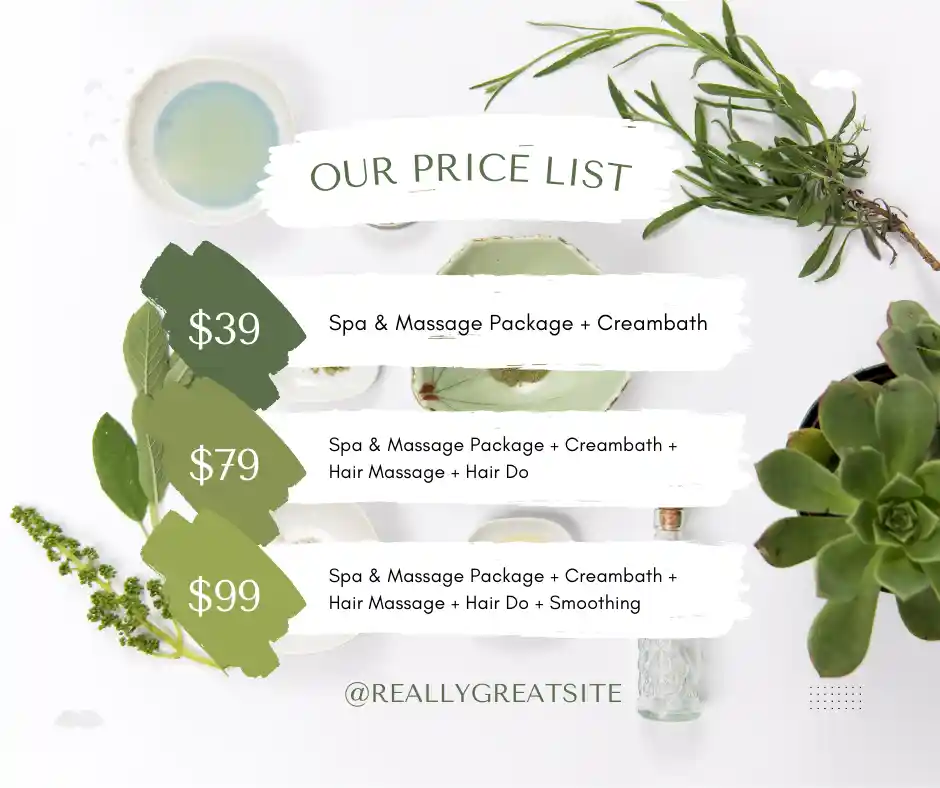 OUR PRICE LIST
$39
Spa & Massage Package + Creambath
$79
Spa & Massage Package + Creambath +
Hair Massage + Hair Do
$99
Spa & Massage Package + Creambath +
Hair Massage + Hair Do + Smoothing
@REALLYGREATSITE